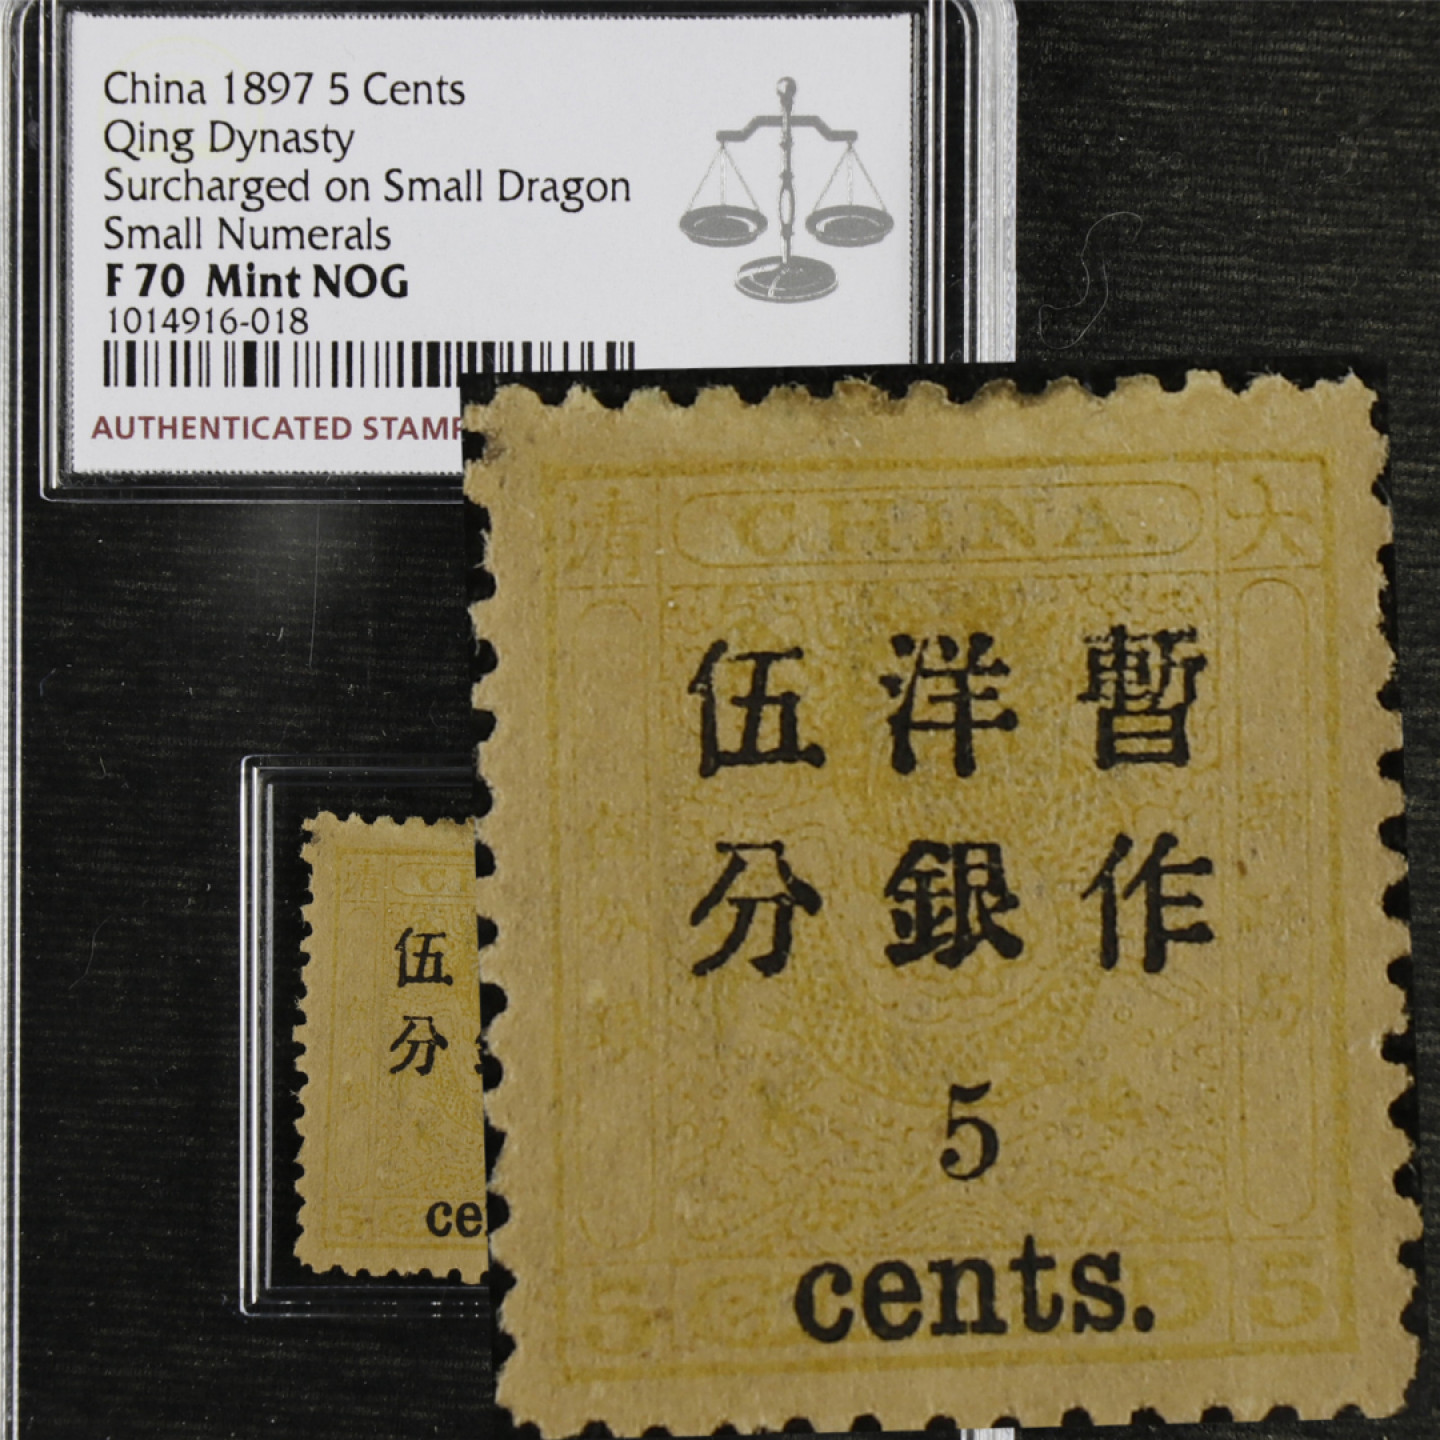 China 1897 5 Cents
Qing Dynasty
Surcharged on Small Dragon
Small Numerals
F 70 Mint NOG
1014916-018
AUTHENTICATED STAMP
清 CHINA. 大
伍 洋 暫
分 銀 作
5
cents.
5 5
伍
分